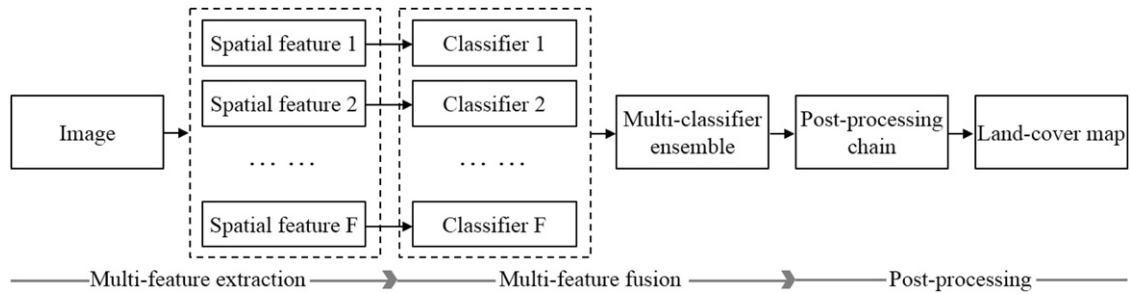 Image
Spatial feature 1
Spatial feature 2
... ...
Spatial feature F
Classifier 1
Classifier 2
... ...
Classifier F
Multi-classifier
ensemble
Post-processing
chain
Land-cover map
Multi-feature extraction
Multi-feature fusion
Post-processing